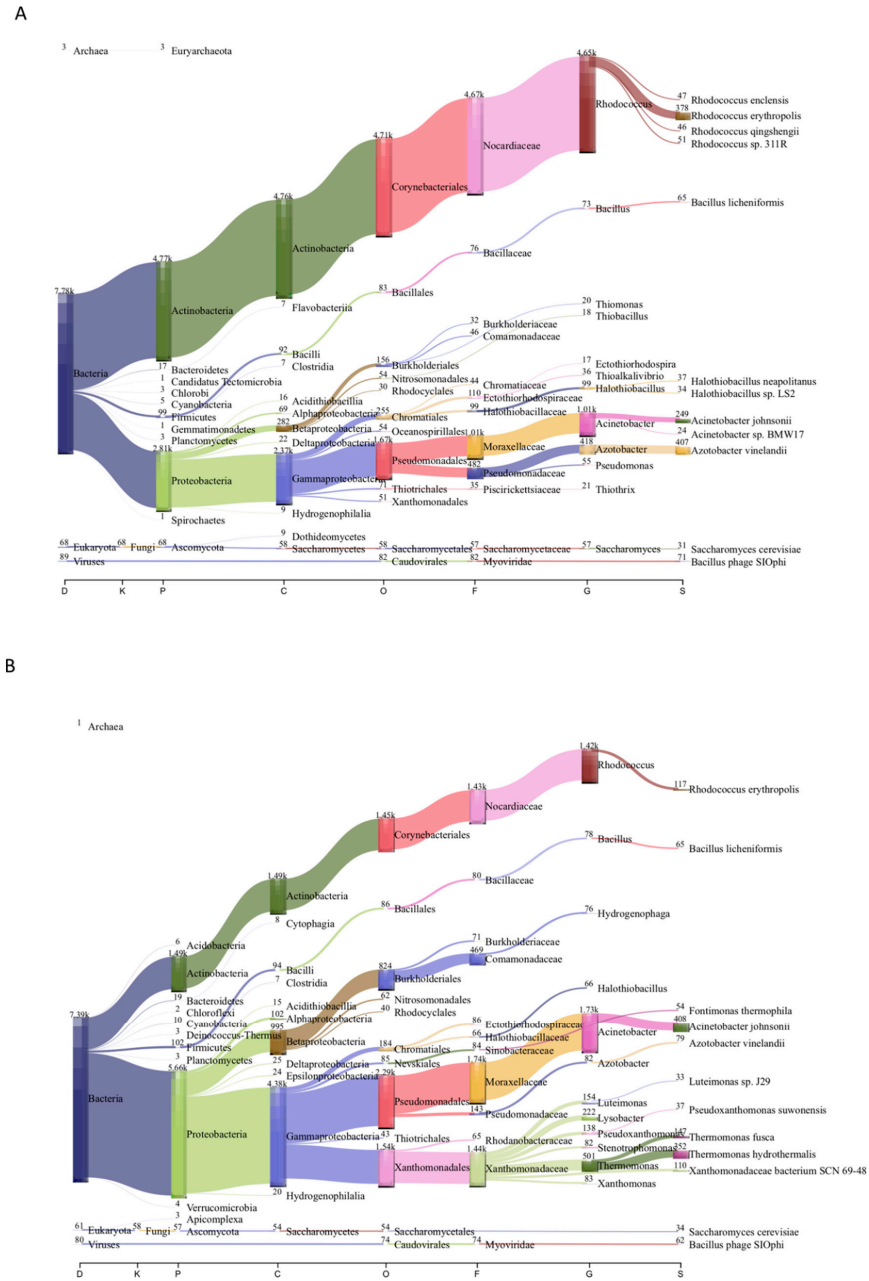 A
3 Archaea 3 Euryarchaeota
4.65k
Rhodococcus
47 Rhodococcus enclensis
378 Rhodococcus erythropolis
46 Rhodococcus qingshengii
51 Rhodococcus sp. 311R
4.67k
Nocardiaceae
4.71k
Corynebacteriales
4.76k
Actinobacteria
73 Bacillus 65 Bacillus licheniformis
76 Bacillaceae
4.77k
Actinobacteria
7.78k
Bacteria
83 Bacillales
7 Flavobacteriia
20 Thiomonas
18 Thiobacillus
32 Burkholderiaceae
46 Comamonadaceae
92 Bacilli
7 Clostridia
156 Burkholderiales
54 Nitrosomonadales
30 Rhodocyclales
17 Bacteroidetes
1 Candidatus Tectomicrobia
3 Chlorobi
5 Cyanobacteria
99 Firmicutes
1 Gemmatimonadetes
3 Planctomycetes
2.81k
Proteobacteria
1 Spirochaetes
16 Acidithiobacillia
69 Alphaproteobacteria
282 Betaproteobacteria
22 Deltaproteobacteria
2.37k
Gammaproteobacteria
9 Hydrogenophilalia
255 Chromatiales
54 Oceanospirillales
1.67k
Pseudomonadales
71 Thiotrichales
51 Xanthomonadales
44 Chromatiaceae
110 Ectothiorhodospiraceae
99 Halothiobacillaceae
1.01k
Moraxellaceae
482 Pseudomonadaceae
35 Piscirickettsiaceae
17 Ectothiorhodospira
36 Thioalkalivibrio
99 Halothiobacillus
1.01k
Acinetobacter
418 Azotobacter
55 Pseudomonas
21 Thiothrix
37 Halothiobacillus neapolitanus
34 Halothiobacillus sp. LS2
249 Acinetobacter johnsonii
24 Acinetobacter sp. BMW17
407 Azotobacter vinelandii
9 Dothideomycetes
68 Eukaryota 68 Fungi 68 Ascomycota 58 Saccharomycetes 58 Saccharomycetales 57 Saccharomycetaceae 57 Saccharomyces 31 Saccharomyces cerevisiae
89 Viruses 82 Caudovirales 82 Myoviridae 71 Bacillus phage SIOphi
D K P C O F G S
B
1 Archaea
1.42k
Rhodococcus
117 Rhodococcus erythropolis
1.43k
Nocardiaceae
1.45k
Corynebacteriales
78 Bacillus 65 Bacillus licheniformis
80 Bacillaceae
1.49k
Actinobacteria
86 Bacillales
76 Hydrogenophaga
8 Cytophagia
71 Burkholderiaceae
469 Comamonadaceae
6 Acidobacteria
1.49k
Actinobacteria
94 Bacilli
7 Clostridia
824
Burkholderiales
62 Nitrosomonadales
40 Rhodocyclales
66 Halothiobacillus
19 Bacteroidetes
2 Chloroflexi
10 Cyanobacteria
3 Deinococcus-Thermus
102 Firmicutes
3 Planctomycetes
5.66k
Proteobacteria
7.39k
Bacteria
4 Verrucomicrobia
3 Apicomplexa
15 Acidithiobacillia
102 Alphaproteobacteria
995
Betaproteobacteria
25 Deltaproteobacteria
24 Epsilonproteobacteria
4.38k
Gammaproteobacteria
20 Hydrogenophilalia
184 Chromatiales
85 Nevskiales
2.29k
Pseudomonadales
43 Thiotrichales
1.54k
Xanthomonadales
86 Ectothiorhodospiraceae
66 Halothiobacillaceae
84 Sinobacteraceae
1.74k
Moraxellaceae
143 Pseudomonadaceae
65 Rhodanobacteraceae
1.44k
Xanthomonadaceae
1.73k
Acinetobacter
82 Azotobacter
154 Luteimonas
222 Lysobacter
138 Pseudoxanthomonas
82 Stenotrophomonas
501 Thermomonas
83 Xanthomonas
54 Fontimonas thermophila
408 Acinetobacter johnsonii
79 Azotobacter vinelandii
33 Luteimonas sp. J29
37 Pseudoxanthomonas suwonensis
147 Thermomonas fusca
352 Thermomonas hydrothermalis
110 Xanthomonadaceae bacterium SCN 69-48
61 Eukaryota 58 Fungi 57 Ascomycota 54 Saccharomycetes 54 Saccharomycetales 34 Saccharomyces cerevisiae
80 Viruses 74 Caudovirales 74 Myoviridae 62 Bacillus phage SIOphi
D K P C O F G S